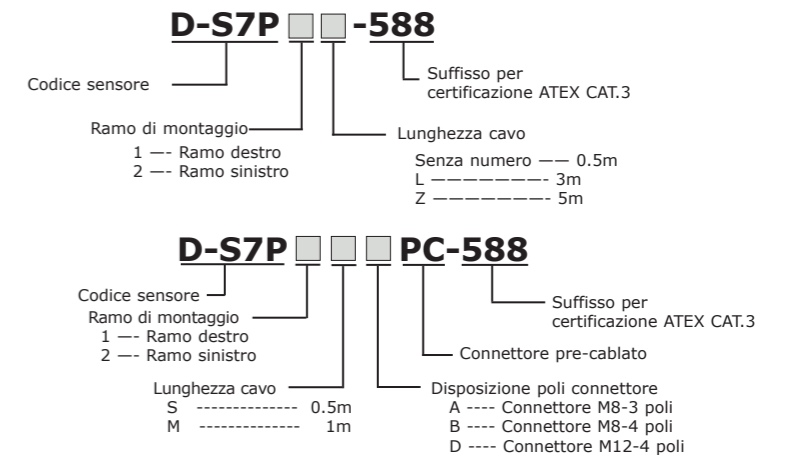 D-S7P □ □ -588
Codice sensore
Suffisso per
certificazione ATEX CAT.3
Ramo di montaggio
1 —- Ramo destro
2 —- Ramo sinistro
Lunghezza cavo
Senza numero —— 0.5m
L ———————- 3m
Z ———————- 5m
D-S7P □ □ □ PC-588
Codice sensore
Ramo di montaggio
1 —- Ramo destro
2 —- Ramo sinistro
Suffisso per
certificazione ATEX CAT.3
Connettore pre-cablato
Lunghezza cavo
S -------------- 0.5m
M -------------- 1m
Disposizione poli connettore
A ---- Connettore M8-3 poli
B ---- Connettore M8-4 poli
D ---- Connettore M12-4 poli